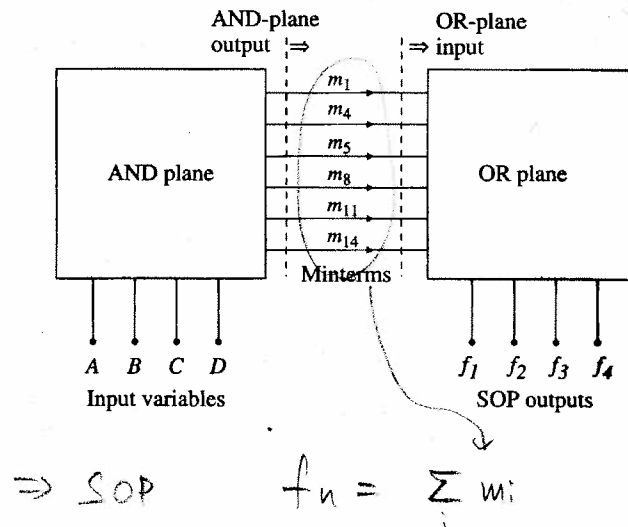 AND-plane OR-plane
output ⇒ ⇒ input
m₁
m₄
m₅
AND plane OR plane
m₈
m₁₁
m₁₄
Minterms
A B C D f₁ f₂ f₃ f₄
Input variables SOP outputs
⇒ SOP fn = ∑ mi
i